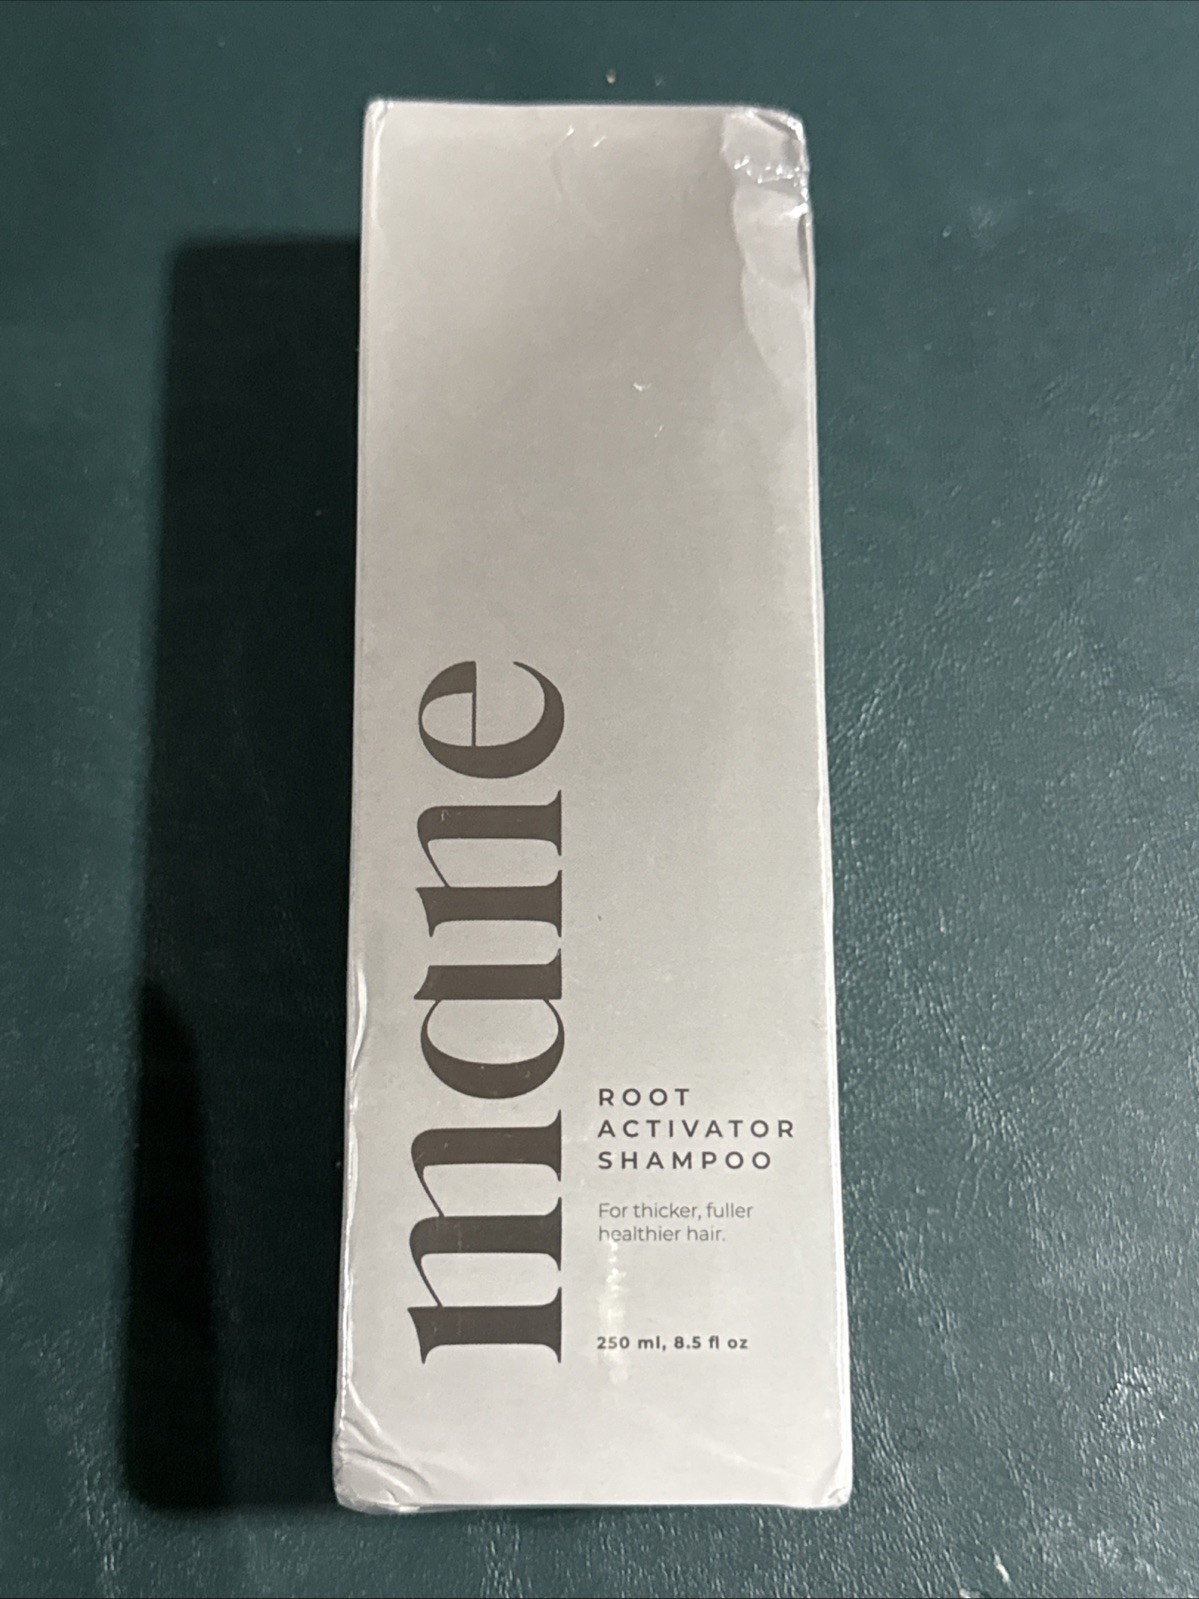 mane
ROOT
ACTIVATOR
SHAMPOO
For thicker, fuller
healthier hair.
250 ml, 8.5 fl oz